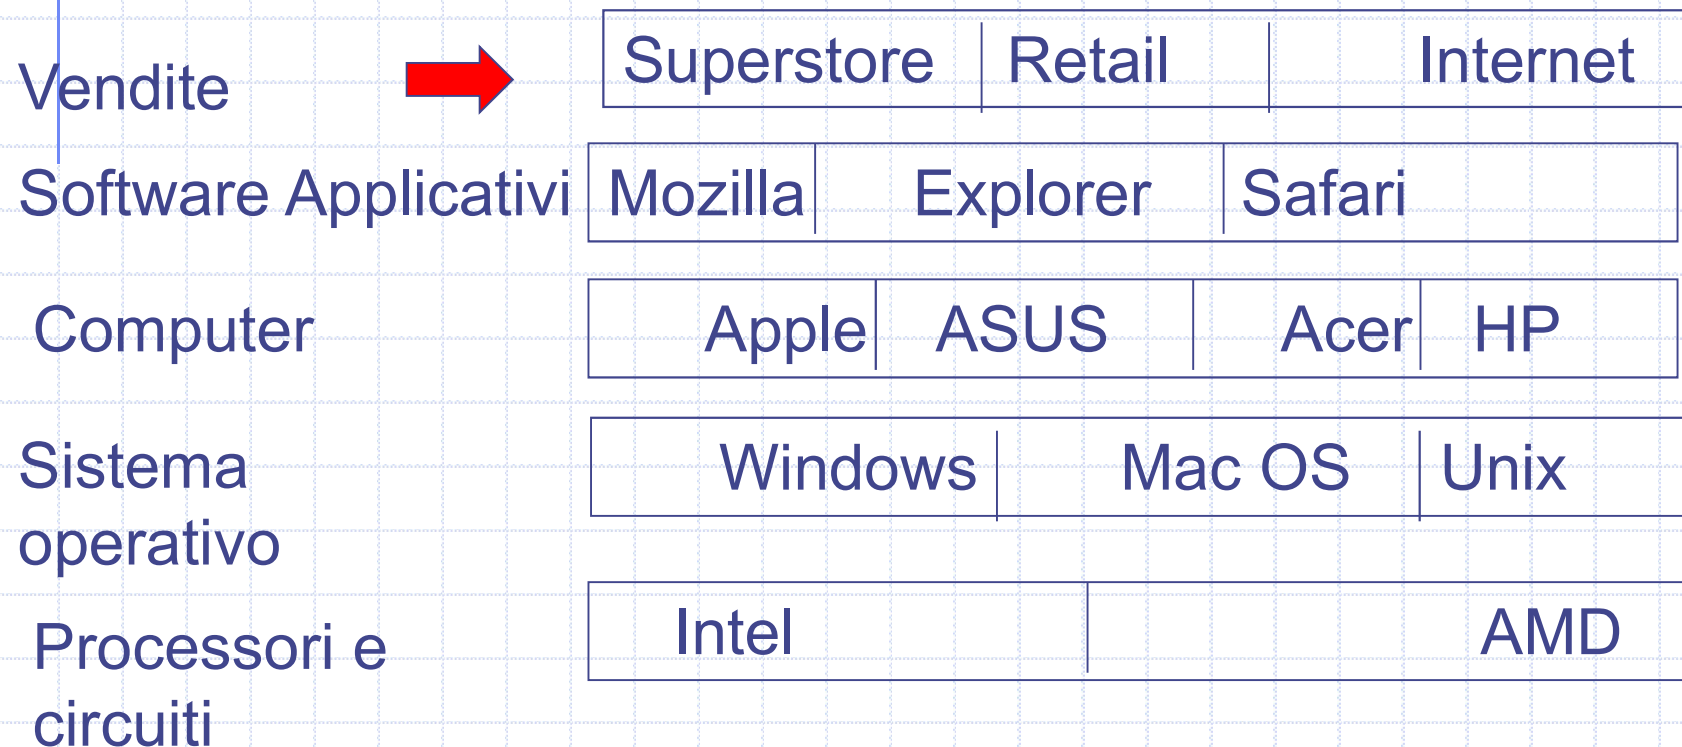 Vendite Superstore Retail Internet
Software Applicativi Mozilla Explorer Safari
Computer Apple ASUS Acer HP
Sistema Windows Mac OS Unix
operativo
Processori e Intel AMD
circuiti